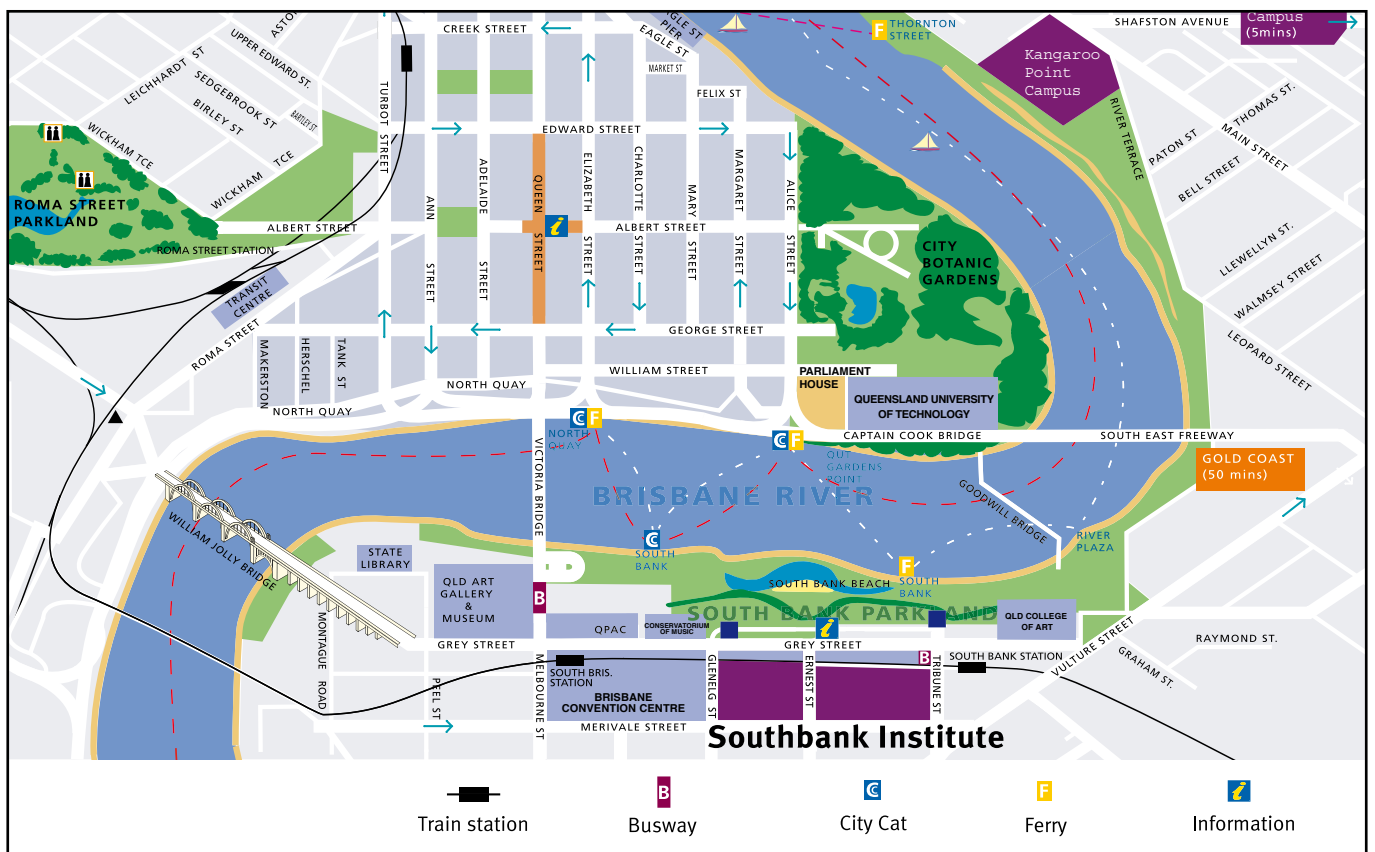 CREEK STREET
EAGLE ST
PIER
EAGLE ST
THORNTON
STREET
SHAFSTON AVENUE
Campus
(5mins)
Kangaroo
Point
Campus
ASTON
UPPER EDWARD ST.
LEICHHARDT ST
SEDGEBROOK ST
BIRLEY ST
BARTLEY ST
WICKHAM TCE
WICKHAM TCE
TURBOT STREET
MARKET ST
FELIX ST
EDWARD STREET
RIVER TERRACE
THOMAS ST.
MAIN STREET
PATON ST
BELL STREET
ROMA STREET
PARKLAND
ALBERT STREET
ROMA STREET STATION
ANN STREET
ADELAIDE STREET
QUEEN STREET
ELIZABETH STREET
CHARLOTTE STREET
MARY STREET
MARGARET STREET
ALICE STREET
i
ALBERT STREET
CITY
BOTANIC
GARDENS
LLEWELLYN ST.
WALMSEY STREET
LEOPARD STREET
TRANSIT
CENTRE
ROMA STREET
MAKERSTON
HERSCHEL
TANK ST
GEORGE STREET
WILLIAM STREET
PARLIAMENT
HOUSE
NORTH QUAY
NORTH QUAY
QUEENSLAND UNIVERSITY
OF TECHNOLOGY
C F
NORTH
QUAY
C F
QUT
GARDENS
POINT
CAPTAIN COOK BRIDGE
SOUTH EAST FREEWAY
GOLD COAST
(50 mins)
VICTORIA BRIDGE
BRISBANE RIVER
GOODWILL BRIDGE
WILLIAM JOLLY BRIDGE
C
SOUTH
BANK
F
SOUTH
BANK
RIVER
PLAZA
STATE
LIBRARY
QLD ART
GALLERY
&
MUSEUM
B
SOUTH BANK BEACH
SOUTH BANK PARKLAND
QPAC
CONSERVATORIUM
OF MUSIC
i
QLD COLLEGE
OF ART
GREY STREET
GREY STREET
VULTURE STREET
RAYMOND ST.
GRAHAM ST.
MONTAGUE ROAD
PEEL ST
MELBOURNE ST
SOUTH BRIS.
STATION
BRISBANE
CONVENTION CENTRE
GLENELG ST
ERNEST ST
B
TRIBUNE ST
SOUTH BANK STATION
MERIVALE STREET
Southbank Institute
B
C
F
i
Train station
Busway
City Cat
Ferry
Information